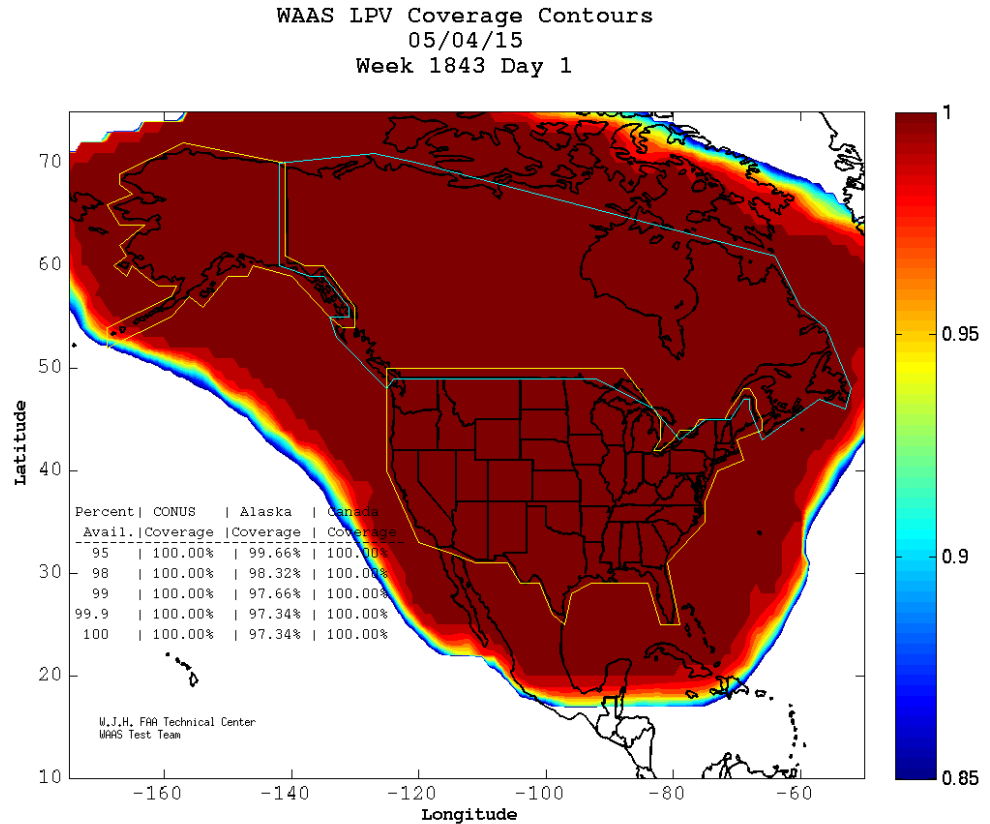 WAAS LPV Coverage Contours
05/04/15
Week 1843 Day 1
70
60
50
40
30
20
10
Latitude
-160
-140
-120
-100
-80
-60
Longitude
1
0.95
0.9
0.85
Percent| CONUS | Alaska | Canada
Avail.|Coverage |Coverage | Coverage
95 | 100.00% | 99.66% | 100.00%
98 | 100.00% | 98.32% | 100.00%
99 | 100.00% | 97.66% | 100.00%
99.9 | 100.00% | 97.34% | 100.00%
100 | 100.00% | 97.34% | 100.00%
W.J.H. FAA Technical Center
WAAS Test Team